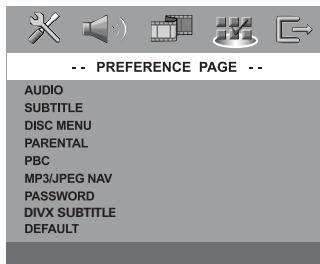 -- PREFERENCE PAGE --
AUDIO
SUBTITLE
DISC MENU
PARENTAL
PBC
MP3/JPEG NAV
PASSWORD
DIVX SUBTITLE
DEFAULT